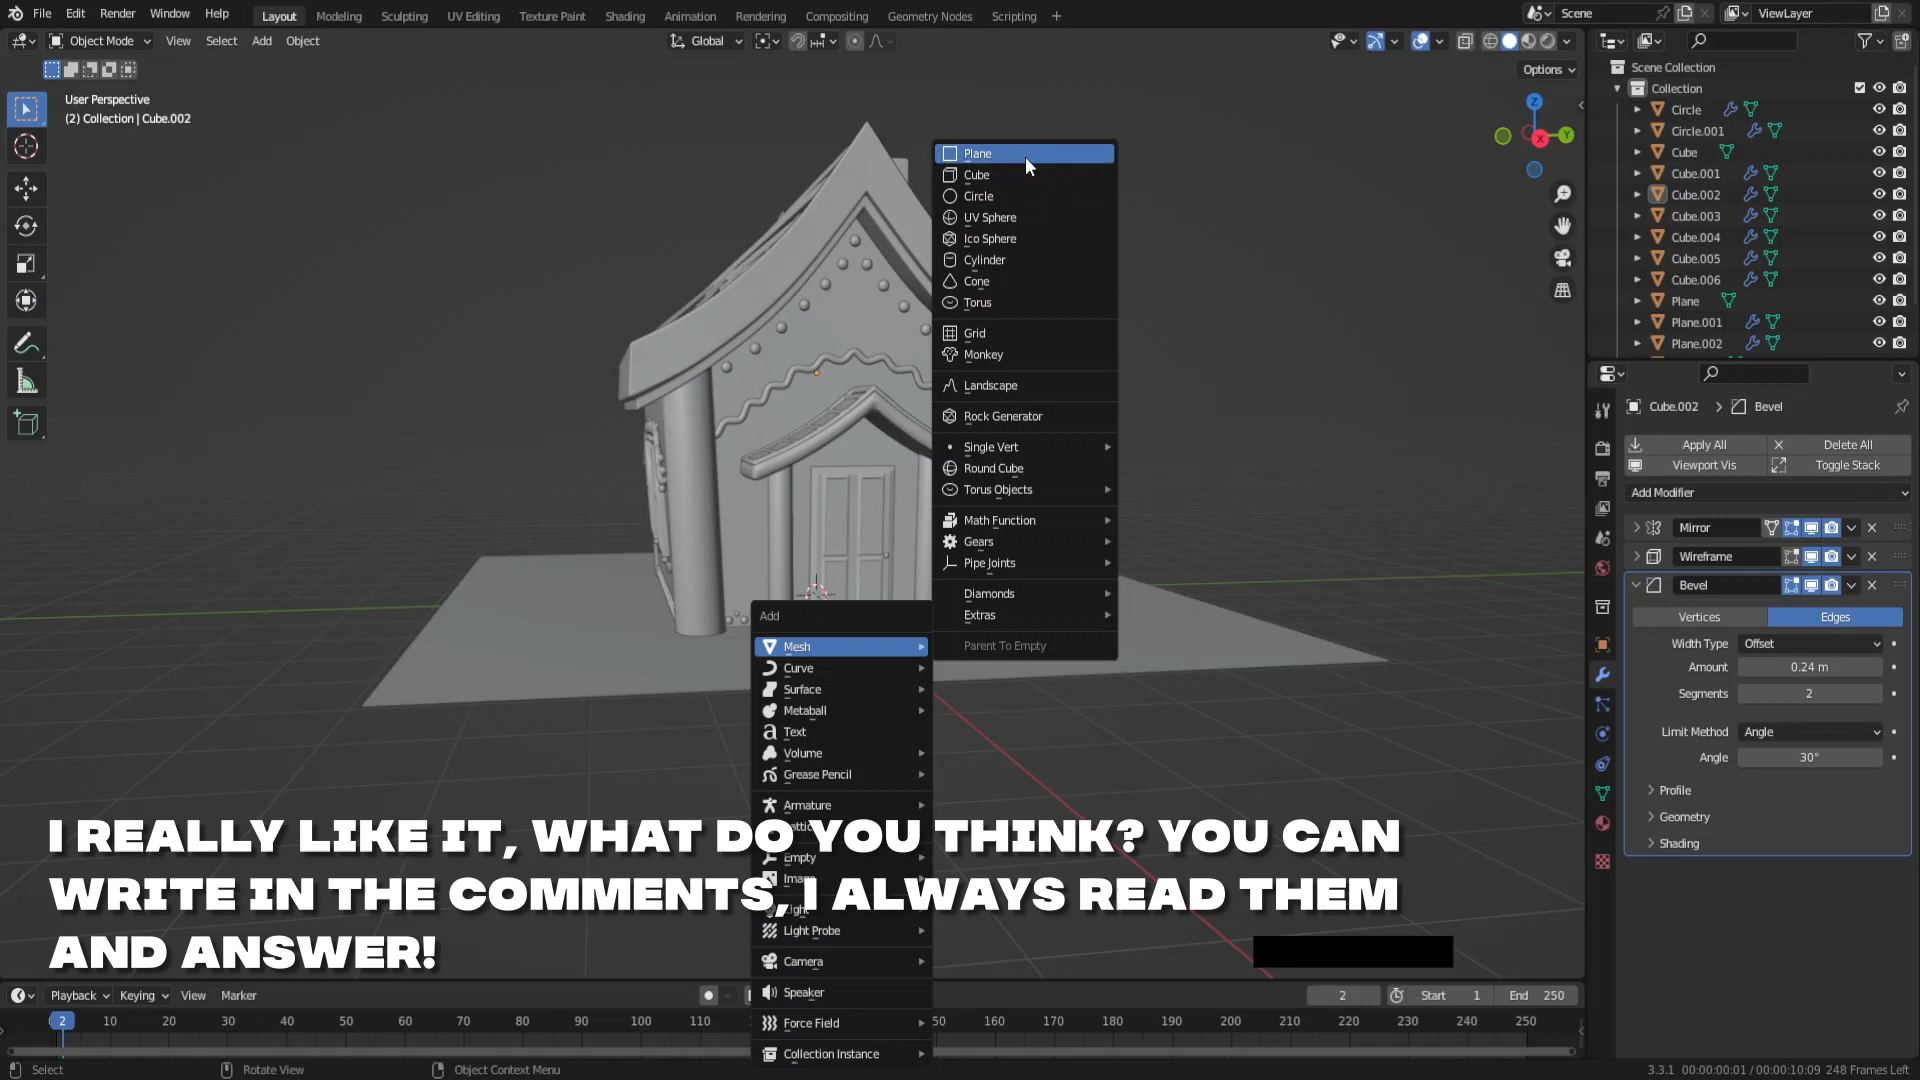 File Edit Render Window Help Layout Modeling Sculpting UV Editing Texture Paint Shading Animation Rendering Compositing Geometry Nodes Scripting + Scene ViewLayer
Object Mode View Select Add Object Global
Options
User Perspective
(2) Collection | Cube.002
Z
Y
X
Plane
Cube
Circle
UV Sphere
Ico Sphere
Cylinder
Cone
Torus
Grid
Monkey
Landscape
Rock Generator
Single Vert
Round Cube
Torus Objects
Math Function
Gears
Pipe Joints
Diamonds
Extras
Parent To Empty
Add
Mesh
Curve
Surface
Metaball
Text
Volume
Grease Pencil
Armature
Empty
Light Probe
Camera
Speaker
Force Field
Collection Instance
I REALLY LIKE IT, WHAT DO YOU THINK? YOU CAN
WRITE IN THE COMMENTS, I ALWAYS READ THEM
AND ANSWER!
Scene Collection
Collection
Circle
Circle.001
Cube
Cube.001
Cube.002
Cube.003
Cube.004
Cube.005
Cube.006
Plane
Plane.001
Plane.002
Cube.002 > Bevel
Apply All Delete All
Viewport Vis Toggle Stack
Add Modifier
Mirror
Wireframe
Bevel
Vertices Edges
Width Type Offset
Amount 0.24 m
Segments 2
Limit Method Angle
Angle 30°
Profile
Geometry
Shading
Playback Keying View Marker 2 Start 1 End 250
2 10 20 30 40 50 60 70 80 90 100 110 50 160 170 180 190 200 210 220 230 240 250
Select Rotate View Object Context Menu 3.3.1 00:00:00:01 / 00:00:10:09 248 Frames Left